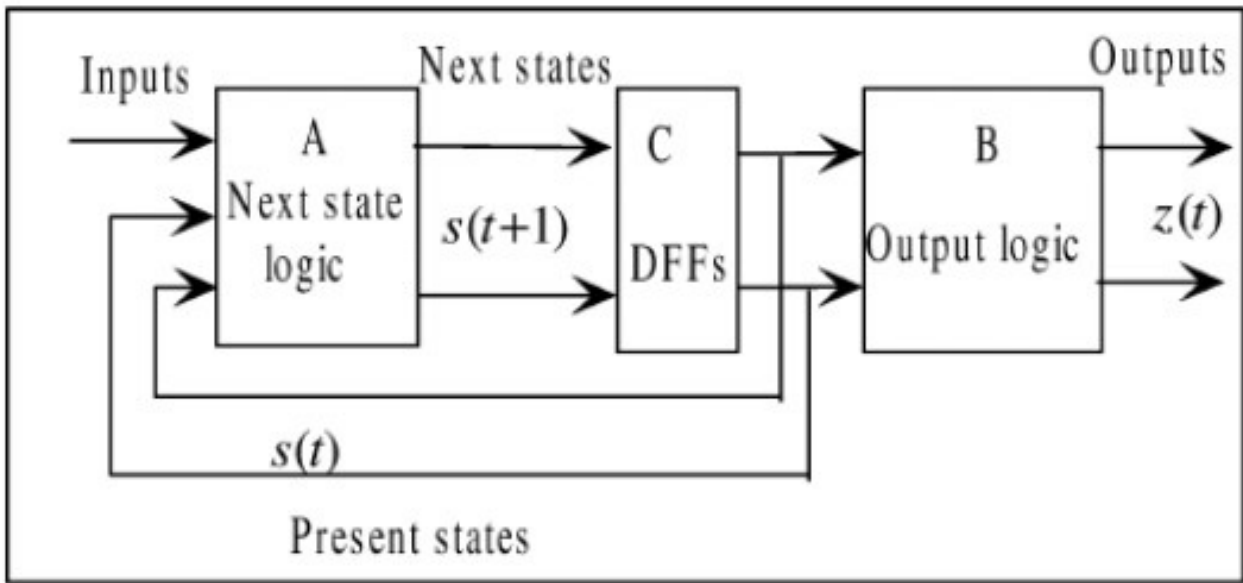 Inputs
Next states
Outputs
A
Next state
logic
s(t+1)
C
DFFs
B
Output logic
z(t)
s(t)
Present states